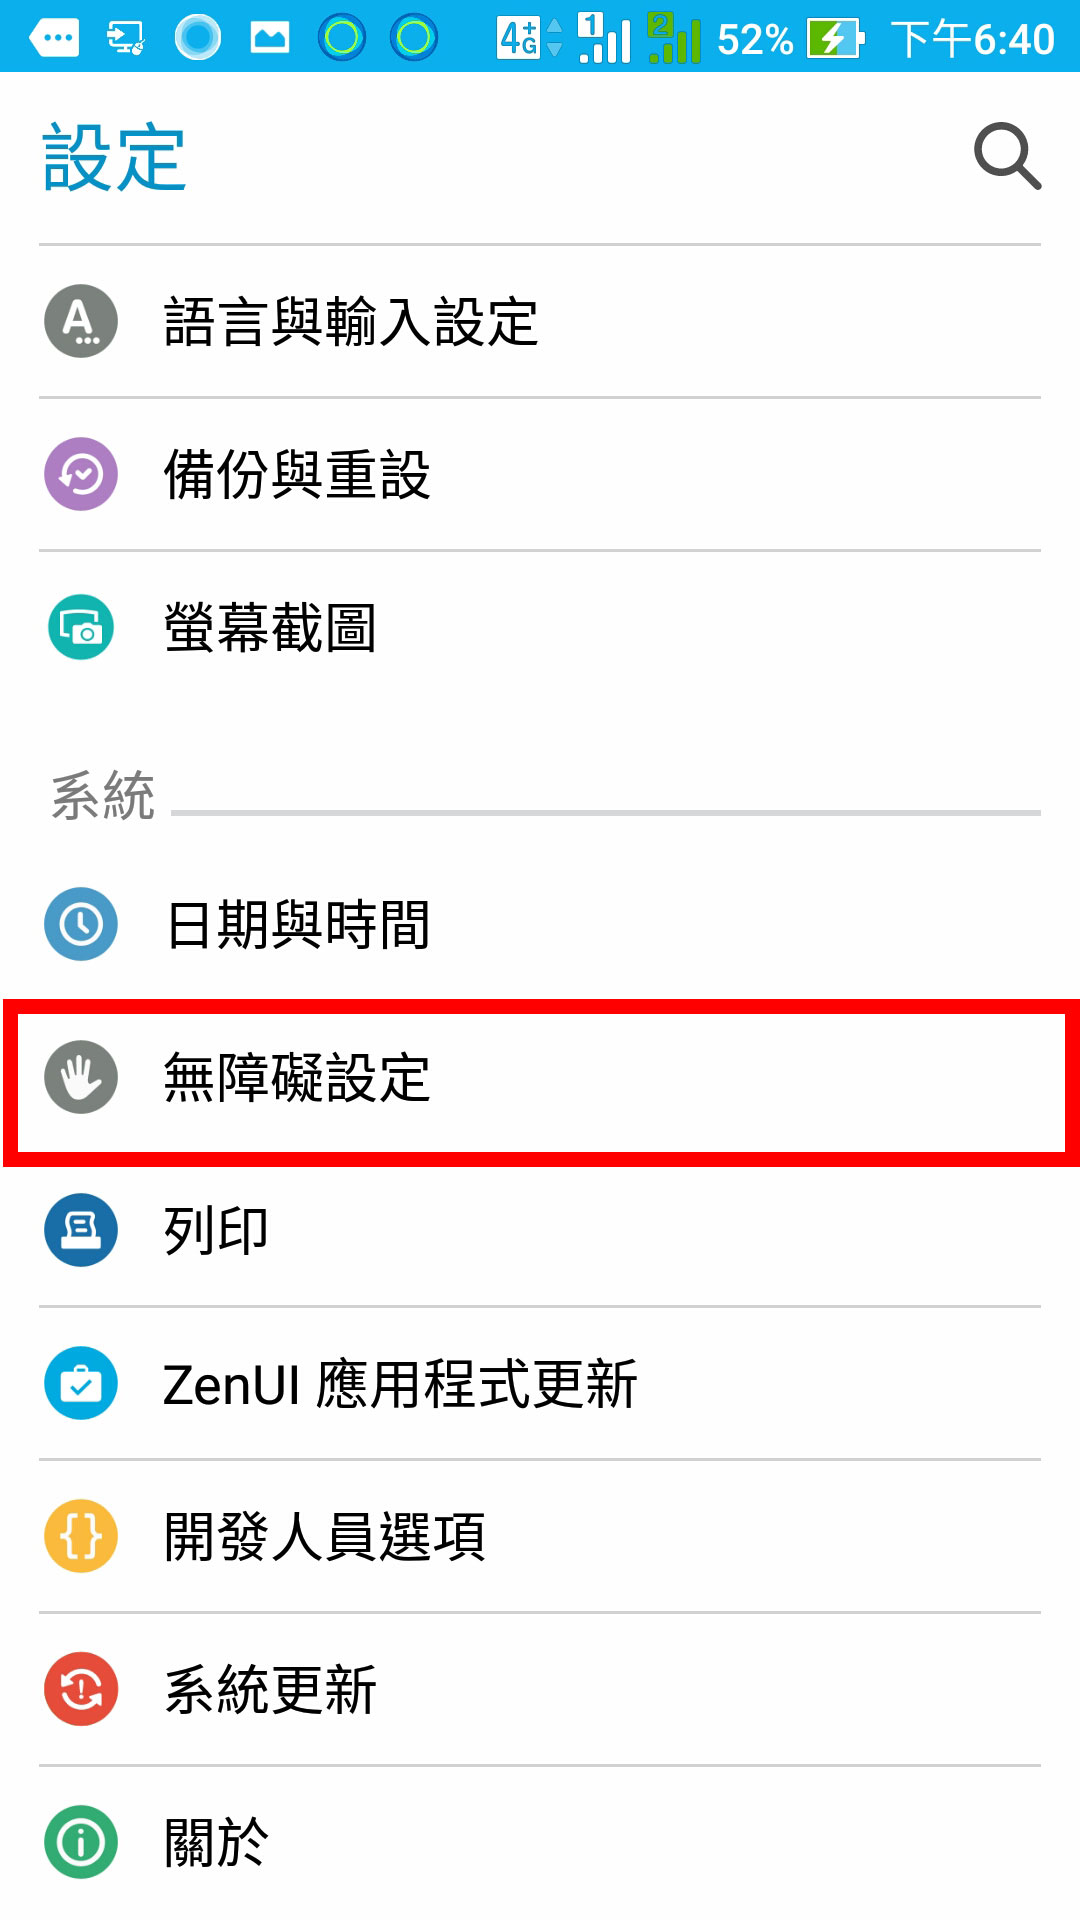 4G+ 1 2 52% 下午6:40
設定
語言與輸入設定
備份與重設
螢幕截圖
系統
日期與時間
無障礙設定
列印
ZenUI 應用程式更新
開發人員選項
系統更新
關於